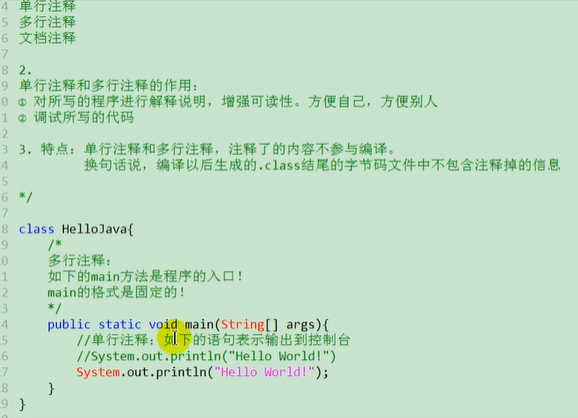 4 单行注释
5 多行注释
6 文档注释
7
8 2.
9 单行注释和多行注释的作用：
0 ① 对所写的程序进行解释说明，增强可读性。方便自己，方便别人
1 ② 调试所写的代码
2
3 3. 特点：单行注释和多行注释，注释了的内容不参与编译。
4 换句话说，编译以后生成的.class结尾的字节码文件中不包含注释掉的信息
5
6 */
7
8 class HelloJava{
9 /*
0 多行注释：
1 如下的main方法是程序的入口！
2 main的格式是固定的！
3 */
4 public static void main(String[] args){
5 //单行注释：如下的语句表示输出到控制台
6 //System.out.println("Hello World!")
7 System.out.println("Hello World!");
8 }
9 }